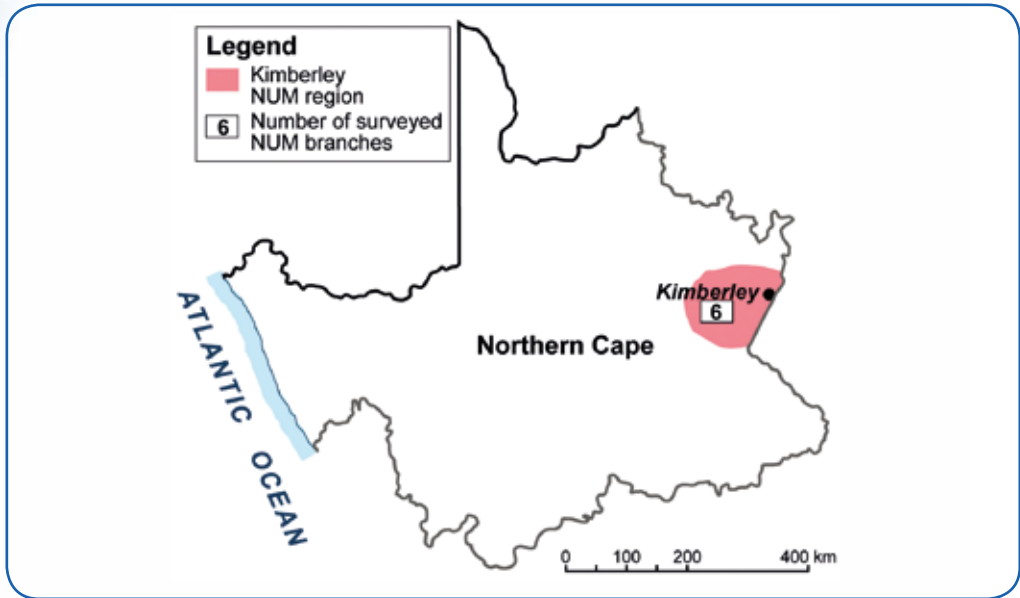 Legend
Kimberley
NUM region
6 Number of surveyed
NUM branches
Kimberley
6
Northern Cape
ATLANTIC OCEAN
0 100 200 400 km